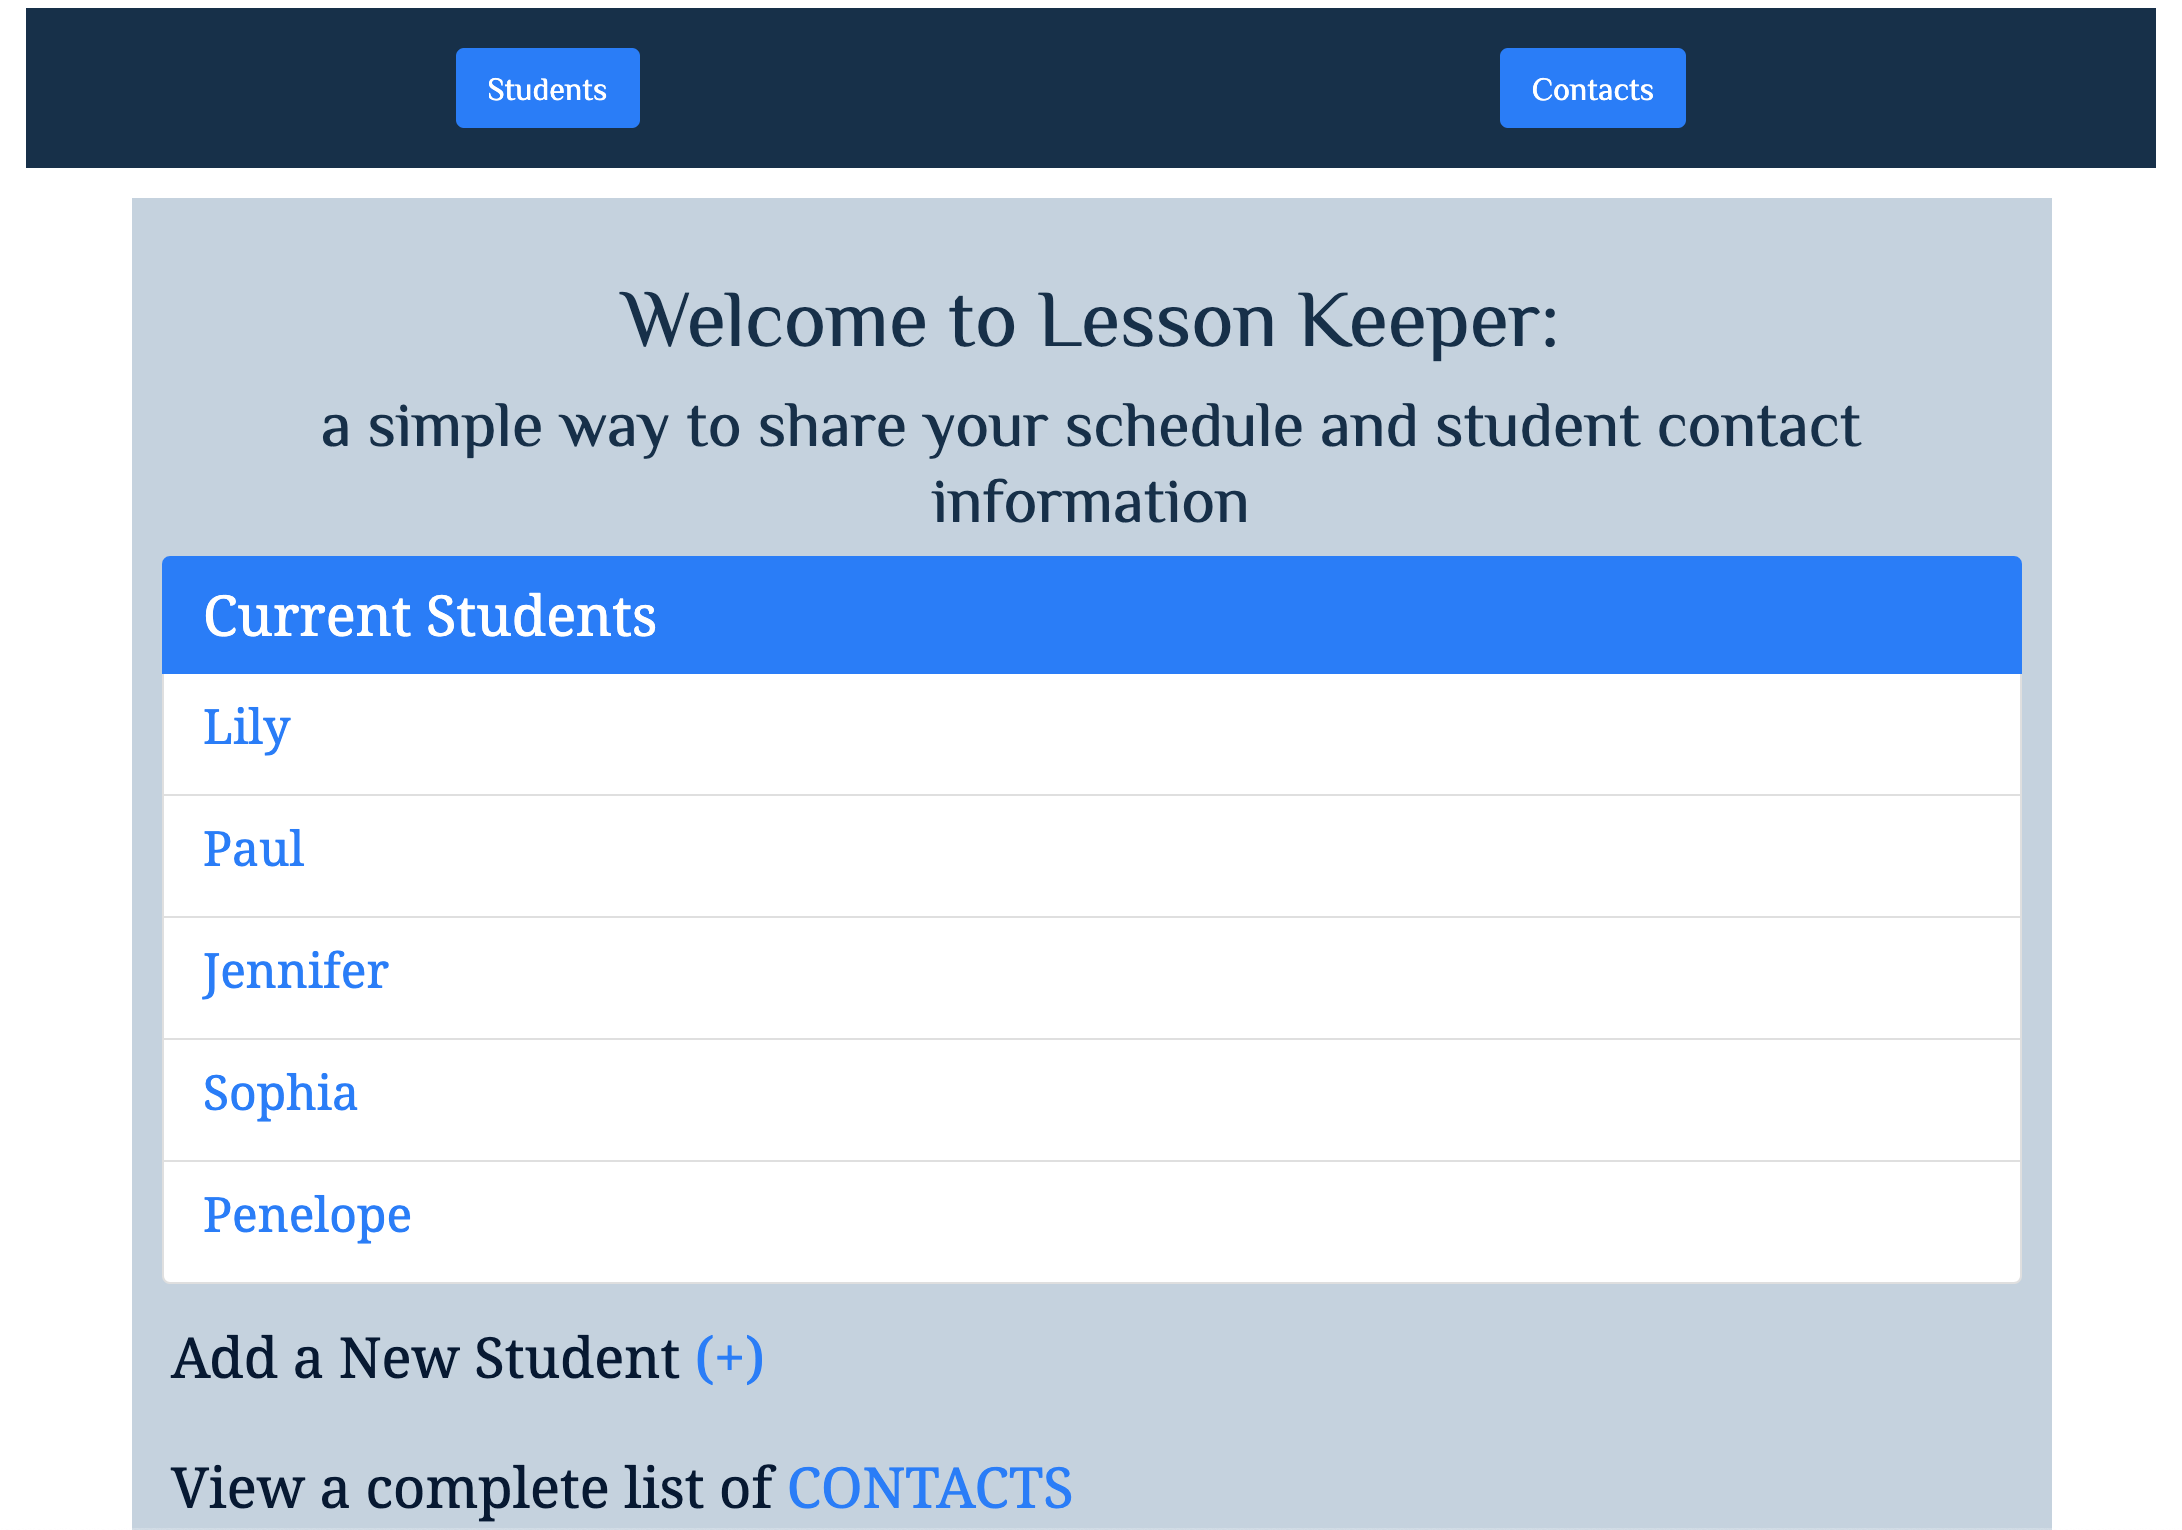 Students
Contacts
Welcome to Lesson Keeper:
a simple way to share your schedule and student contact
information
Current Students
Lily
Paul
Jennifer
Sophia
Penelope
Add a New Student (+)
View a complete list of CONTACTS